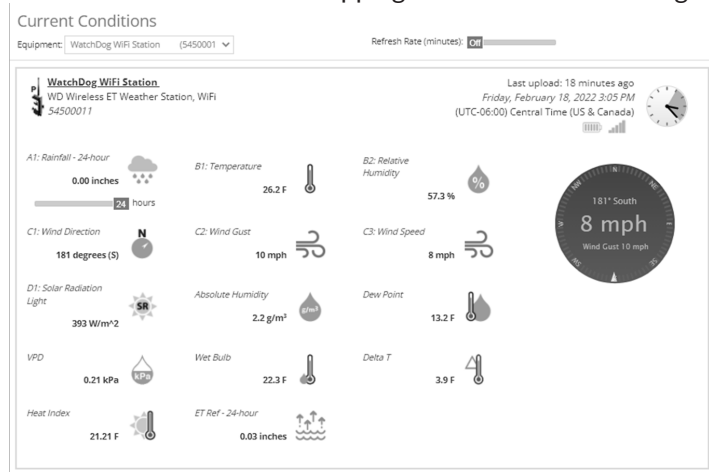 Current Conditions
Equipment: WatchDog WiFi Station (5450001
Refresh Rate (minutes): Off
WatchDog WiFi Station
WD Wireless ET Weather Station, WiFi
54500011
Last upload: 18 minutes ago
Friday, February 18, 2022 3:05 PM
(UTC-06:00) Central Time (US & Canada)
A1: Rainfall - 24-hour
0.00 inches
24 hours
B1: Temperature
26.2 F
B2: Relative
Humidity
%
57.3 %
C1: Wind Direction
N
181 degrees (S)
C2: Wind Gust
10 mph
C3: Wind Speed
8 mph
N
NE
E
SE
SW
W
NW
181° South
8 mph
Wind Gust 10 mph
D1: Solar Radiation
Light
SR
393 W/m^2
Absolute Humidity
g/m³
2.2 g/m³
Dew Point
13.2 F
VPD
kPa
0.21 kPa
Wet Bulb
22.3 F
Delta T
3.9 F
Heat Index
21.21 F
ET Ref - 24-hour
0.03 inches